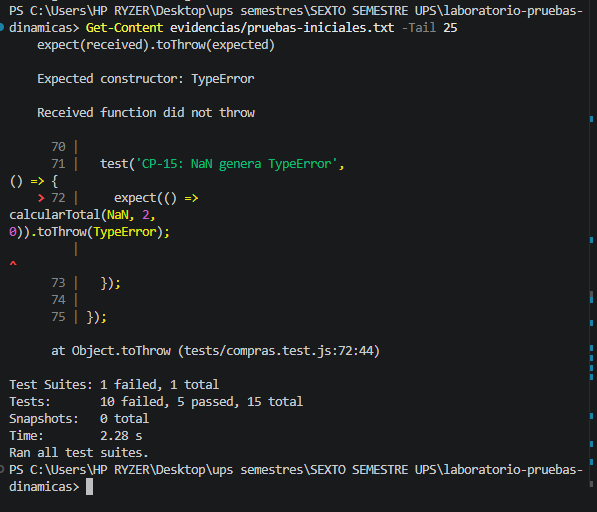 PS C:\Users\HP RYZER\Desktop\ups semestres\SEXTO SEMESTRE UPS\laboratorio-pruebas-
dinamicas> Get-Content evidencias/pruebas-iniciales.txt -Tail 25
expect(received).toThrow(expected)
Expected constructor: TypeError
Received function did not throw
70 |
71 |   test('CP-15: NaN genera TypeError',
() => {
> 72 |     expect(() =>
calcularTotal(NaN, 2,
0)).toThrow(TypeError);
|
^
73 |   });
74 |
75 | });
at Object.toThrow (tests/compras.test.js:72:44)
Test Suites: 1 failed, 1 total
Tests:       10 failed, 5 passed, 15 total
Snapshots:   0 total
Time:        2.28 s
Ran all test suites.
PS C:\Users\HP RYZER\Desktop\ups semestres\SEXTO SEMESTRE UPS\laboratorio-pruebas-
dinamicas>